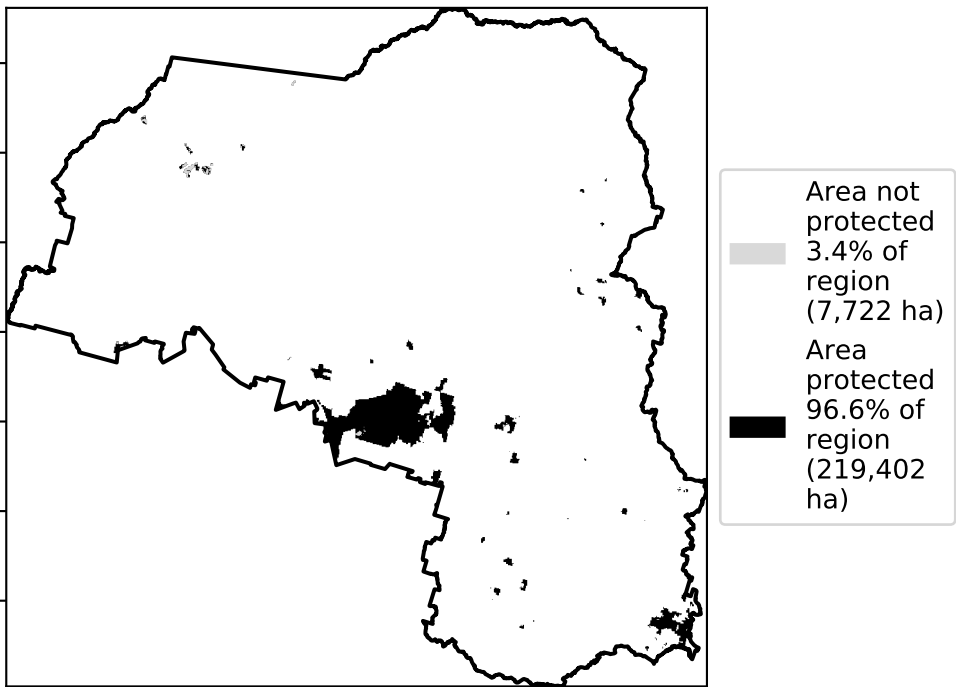 Area not
protected
3.4% of
region
(7,722 ha)
Area
protected
96.6% of
region
(219,402
ha)